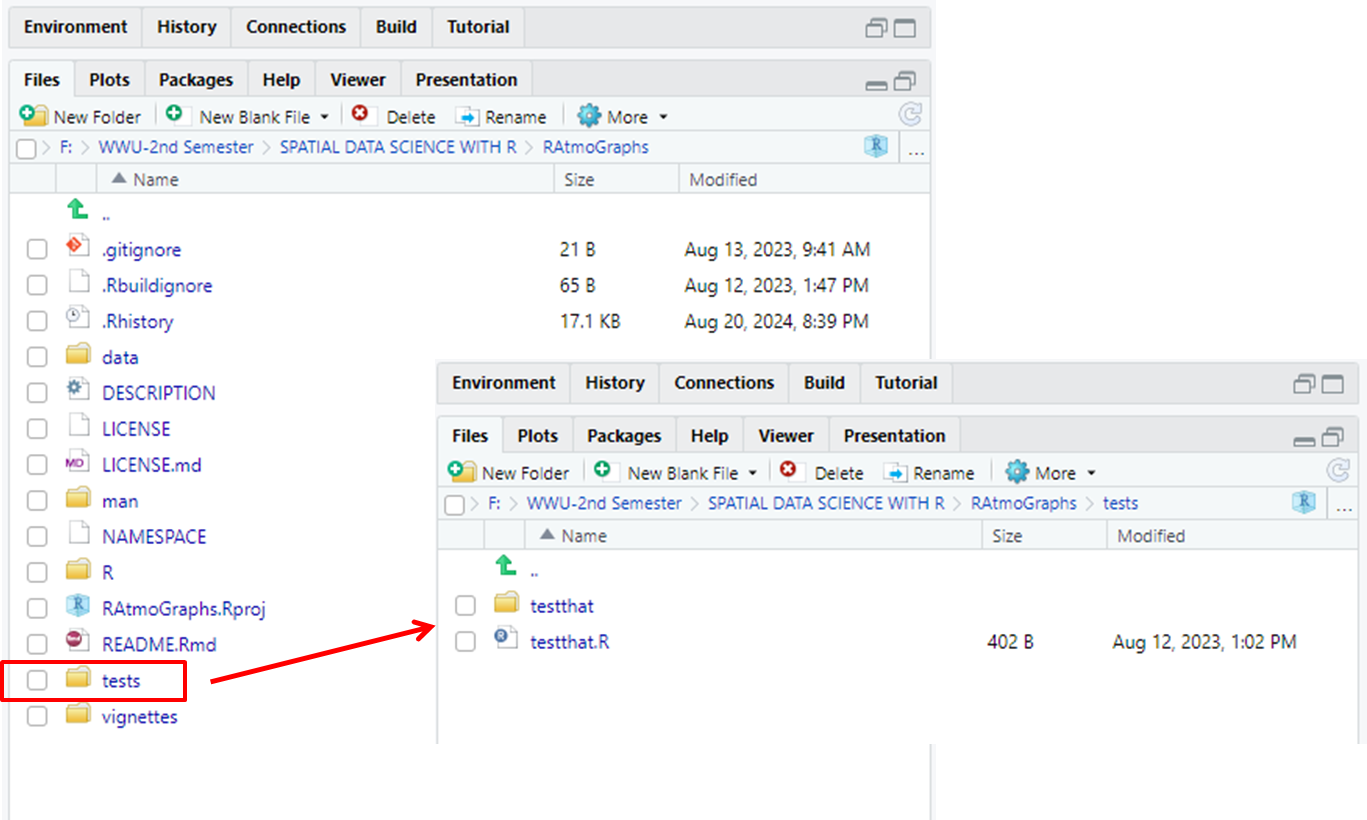 Environment History Connections Build Tutorial
Files Plots Packages Help Viewer Presentation
New Folder New Blank File Delete Rename More
F: WWU-2nd Semester SPATIAL DATA SCIENCE WITH R RAtmoGraphs ...
Name Size Modified
..
.gitignore 21 B Aug 13, 2023, 9:41 AM
.Rbuildignore 65 B Aug 12, 2023, 1:47 PM
.Rhistory 17.1 KB Aug 20, 2024, 8:39 PM
data
DESCRIPTION
LICENSE
LICENSE.md
man
NAMESPACE
R
RAtmoGraphs.Rproj
README.Rmd
tests
vignettes
Environment History Connections Build Tutorial
Files Plots Packages Help Viewer Presentation
New Folder New Blank File Delete Rename More
F: WWU-2nd Semester SPATIAL DATA SCIENCE WITH R RAtmoGraphs tests ...
Name Size Modified
..
testthat
testthat.R 402 B Aug 12, 2023, 1:02 PM